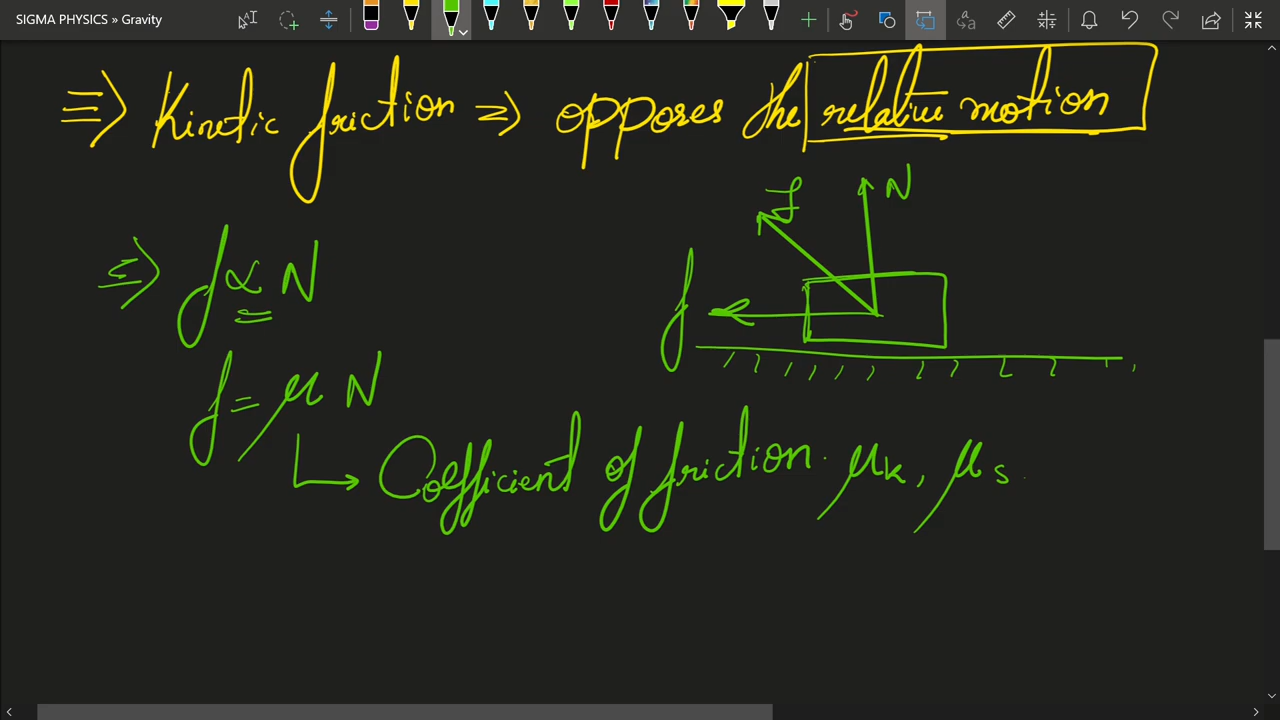 SIGMA PHYSICS » Gravity
⇒ Kinetic friction ⇒ opposes the relative motion
N
f
⇒ f ∝ N
f = μ N
↳ Coefficient of friction. μk, μs